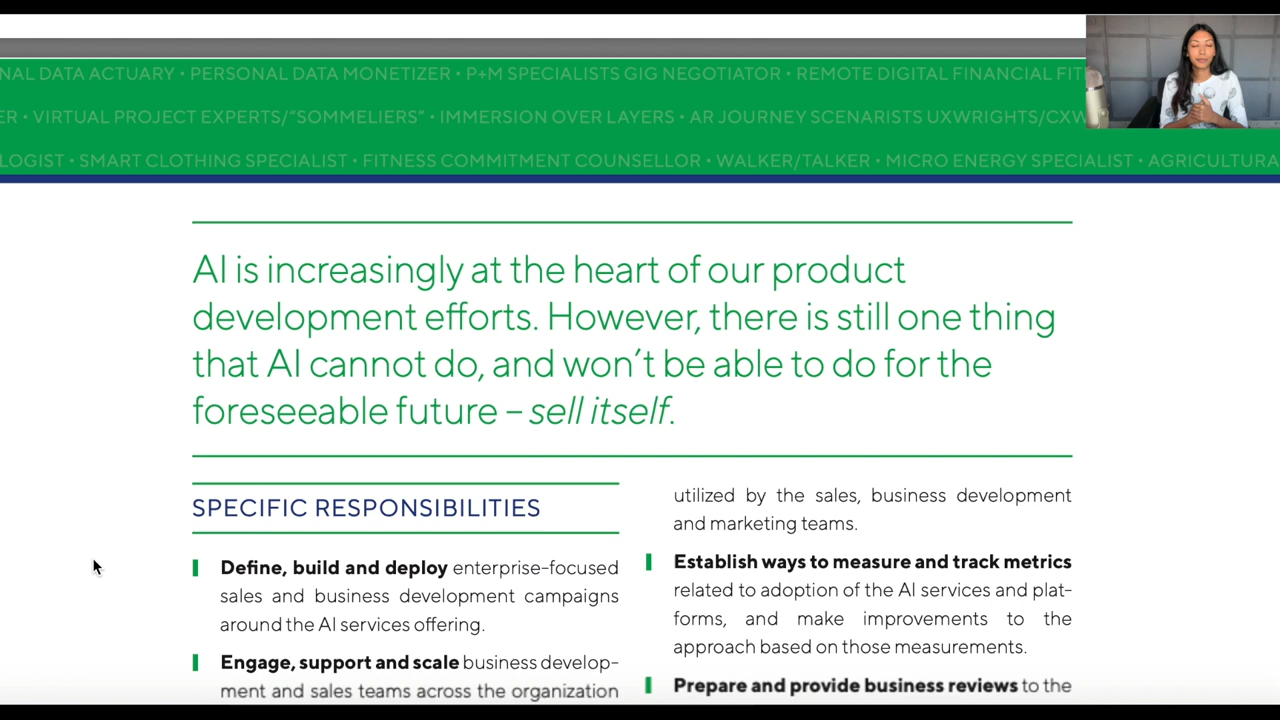 NAL DATA ACTUARY • PERSONAL DATA MONETIZER • P+M SPECIALISTS GIG NEGOTIATOR • REMOTE DIGITAL FINANCIAL FIT
ER • VIRTUAL PROJECT EXPERTS/“SOMMELIERS” • IMMERSION OVER LAYERS • AR JOURNEY SCENARISTS UXWRIGHTS/CXW
LOGIST • SMART CLOTHING SPECIALIST • FITNESS COMMITMENT COUNSELLOR • WALKER/TALKER • MICRO ENERGY SPECIALIST • AGRICULTURA
AI is increasingly at the heart of our product
development efforts. However, there is still one thing
that AI cannot do, and won’t be able to do for the
foreseeable future – sell itself.
SPECIFIC RESPONSIBILITIES
Define, build and deploy enterprise-focused
sales and business development campaigns
around the AI services offering.
Engage, support and scale business develop-
ment and sales teams across the organization
utilized by the sales, business development
and marketing teams.
Establish ways to measure and track metrics
related to adoption of the AI services and plat-
forms, and make improvements to the
approach based on those measurements.
Prepare and provide business reviews to the